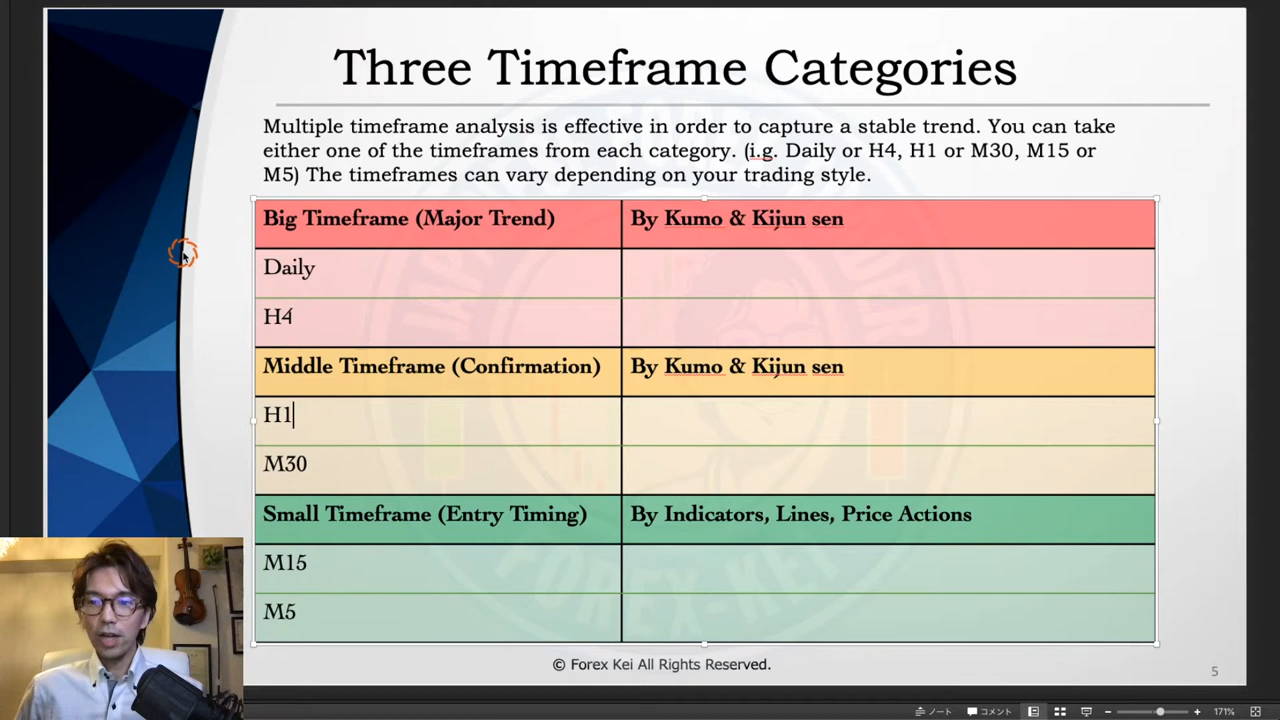 Three Timeframe Categories
Multiple timeframe analysis is effective in order to capture a stable trend. You can take
either one of the timeframes from each category. (i.g. Daily or H4, H1 or M30, M15 or
M5) The timeframes can vary depending on your trading style.
Big Timeframe (Major Trend) By Kumo & Kijun sen
Daily
H4
Middle Timeframe (Confirmation) By Kumo & Kijun sen
H1
M30
Small Timeframe (Entry Timing) By Indicators, Lines, Price Actions
M15
M5
FOREX-KEI
© Forex Kei All Rights Reserved.
5
ノート コメント 171%